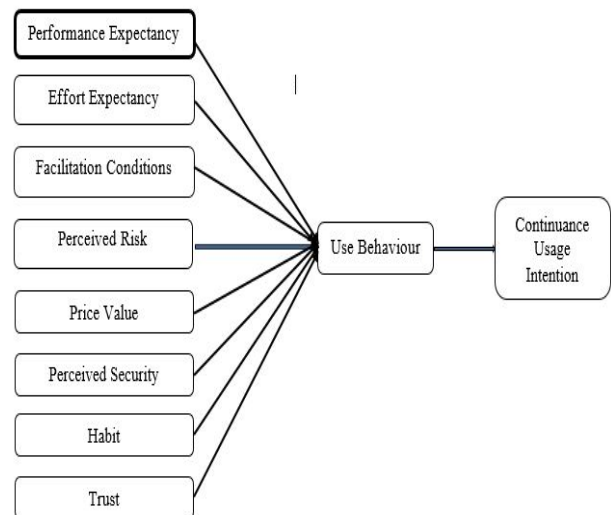 Performance Expectancy
Effort Expectancy
Facilitation Conditions
Perceived Risk
Price Value
Perceived Security
Habit
Trust
Use Behaviour
Continuance
Usage
Intention